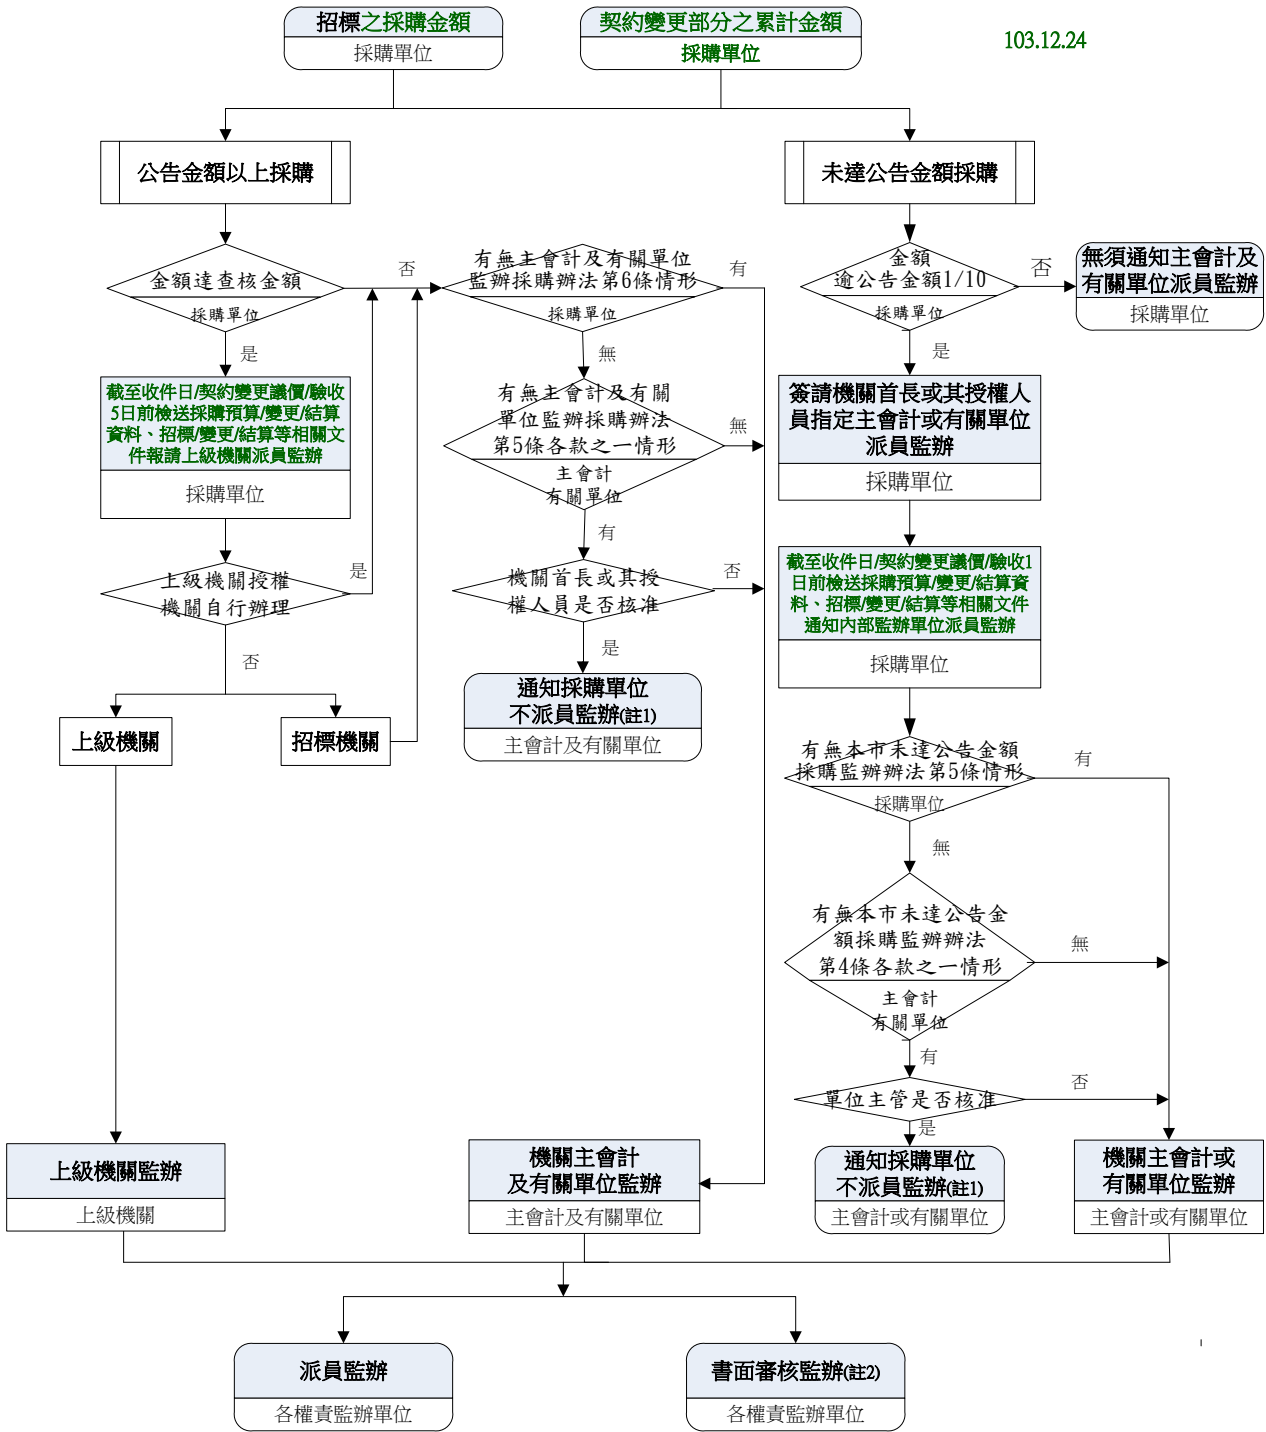 招標之採購金額
採購單位
契約變更部分之累計金額
採購單位
103.12.24
公告金額以上採購
未達公告金額採購
金額達查核金額
採購單位
否
是
有無主會計及有關單位
監辦採購辦法第6條情形
採購單位
有
無
金額
逾公告金額1/10
採購單位
否
是
無須通知主會計及
有關單位派員監辦
採購單位
截至收件日/契約變更議價/驗收
5日前檢送採購預算/變更/結算
資料、招標/變更/結算等相關文
件報請上級機關派員監辦
採購單位
有無主會計及有關
單位監辦採購辦法
第5條各款之一情形
主會計
有關單位
無
有
簽請機關首長或其授權人
員指定主會計或有關單位
派員監辦
採購單位
上級機關授權
機關自行辦理
是
否
機關首長或其授
權人員是否核准
否
是
截至收件日/契約變更議價/驗收1
日前檢送採購預算/變更/結算資
料、招標/變更/結算等相關文件
通知內部監辦單位派員監辦
採購單位
上級機關
招標機關
通知採購單位
不派員監辦(註1)
主會計及有關單位
有無本市未達公告金額
採購監辦辦法第5條情形
採購單位
有
無
有無本市未達公告金
額採購監辦辦法
第4條各款之一情形
主會計
有關單位
無
有
單位主管是否核准
否
是
上級機關監辦
上級機關
機關主會計
及有關單位監辦
主會計及有關單位
通知採購單位
不派員監辦(註1)
主會計或有關單位
機關主會計或
有關單位監辦
主會計或有關單位
派員監辦
各權責監辦單位
書面審核監辦(註2)
各權責監辦單位